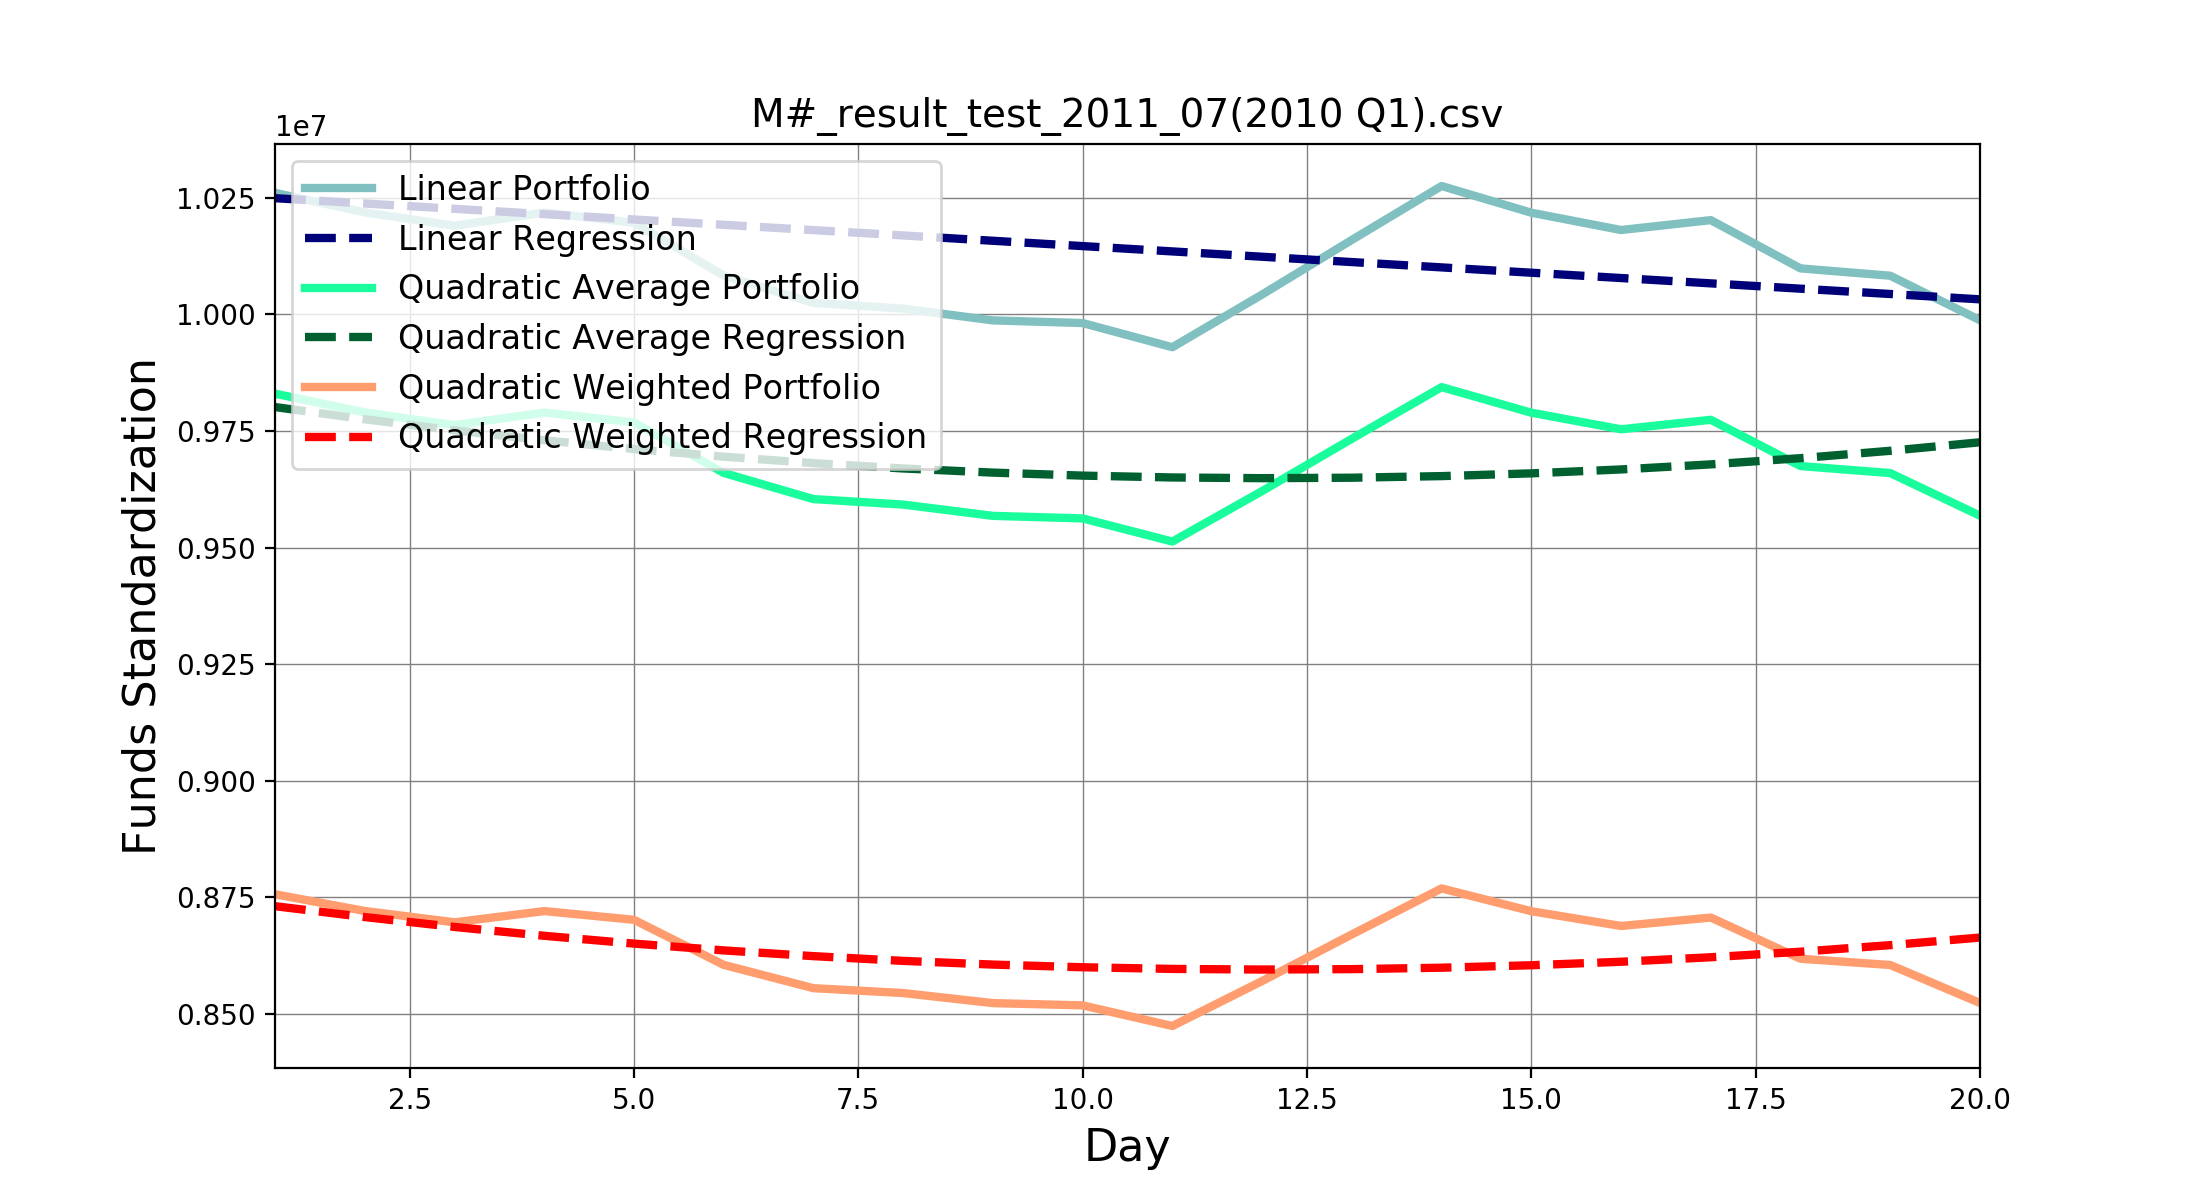 M#_result_test_2011_07(2010 Q1).csv
1e7
Linear Portfolio
Linear Regression
Quadratic Average Portfolio
Quadratic Average Regression
Quadratic Weighted Portfolio
Quadratic Weighted Regression
1.025
1.000
0.975
0.950
0.925
0.900
0.875
0.850
Funds Standardization
2.5 5.0 7.5 10.0 12.5 15.0 17.5 20.0
Day